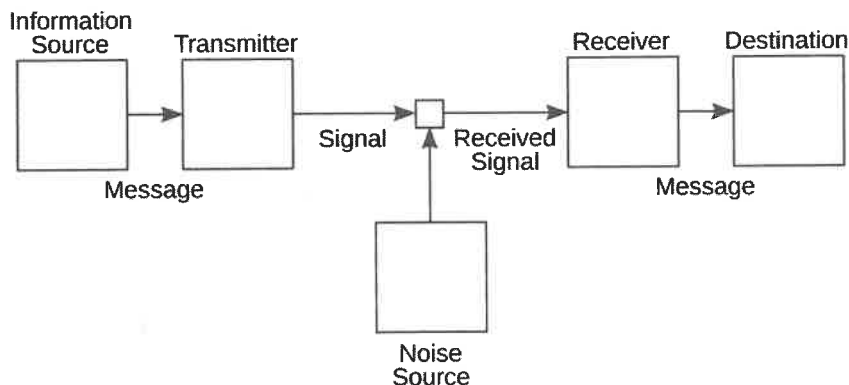 Information
Source
Transmitter
Receiver
Destination
Signal
Received
Signal
Message
Message
Noise
Source